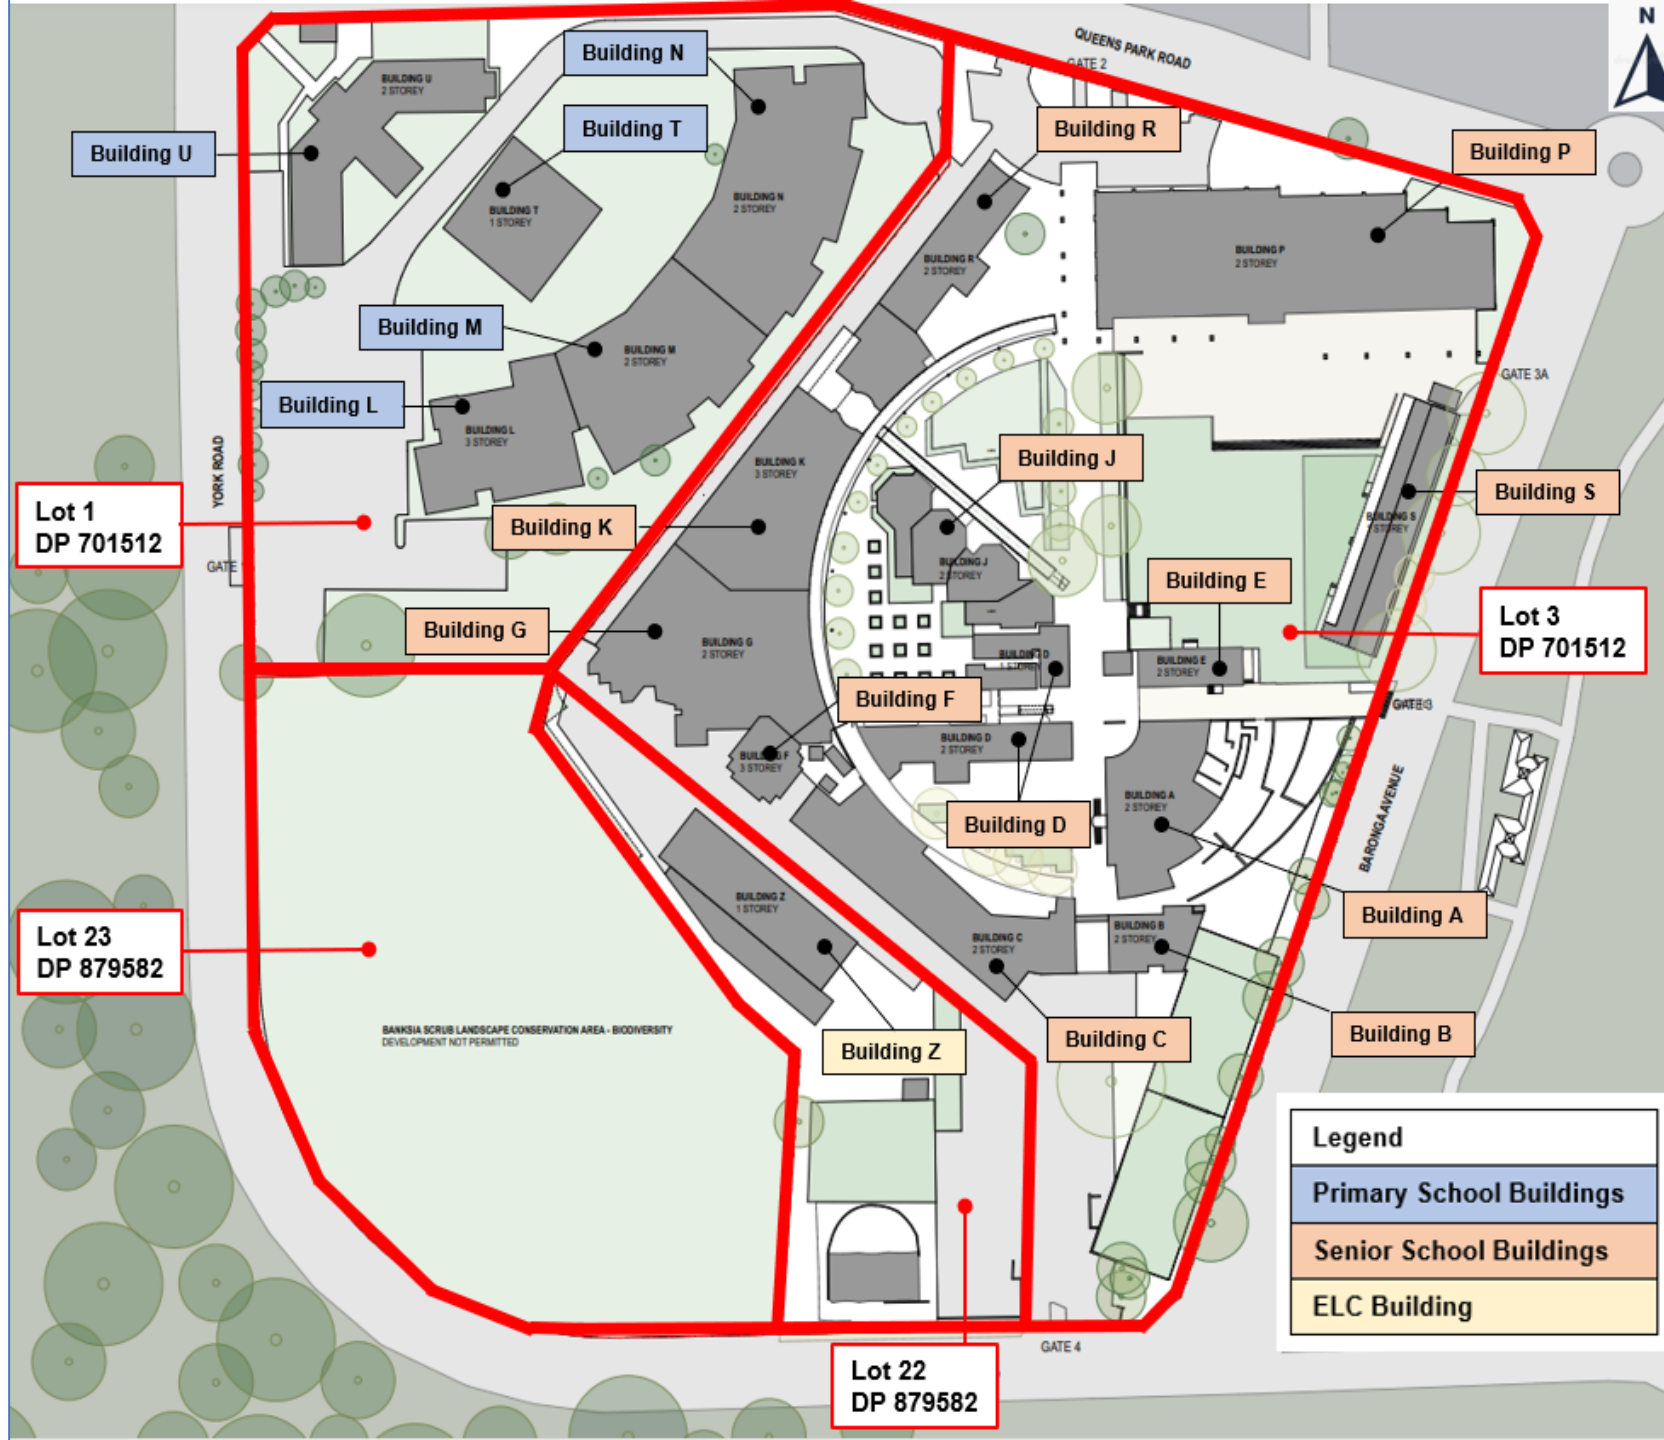 N
QUEENS PARK ROAD
GATE 2
Building N
BUILDING U
2 STOREY
Building T
Building R
Building P
Building U
BUILDING T
1 STOREY
BUILDING N
2 STOREY
BUILDING R
2 STOREY
BUILDING P
2 STOREY
Building M
BUILDING M
2 STOREY
GATE 3A
Building L
BUILDING L
3 STOREY
YORK ROAD
BUILDING K
3 STOREY
Building J
Building S
BUILDING S
STOREY
Lot 1
DP 701512
Building K
GATE
BUILDING J
2 STOREY
Building E
Building G
BUILDING G
2 STOREY
Lot 3
DP 701512
BUILDING D
1 STOREY
BUILDING E
2 STOREY
Building F
GATE 3
BUILDING F
3 STOREY
BUILDING D
2 STOREY
BARONGA AVENUE
BUILDING A
2 STOREY
Building D
BUILDING Z
1 STOREY
Building A
BUILDING B
2 STOREY
BUILDING C
2 STOREY
Lot 23
DP 879582
BANKSIA SCRUB LANDSCAPE CONSERVATION AREA - BIODIVERSITY
DEVELOPMENT NOT PERMITTED
Building Z
Building C
Building B
Legend
Primary School Buildings
Senior School Buildings
ELC Building
GATE 4
Lot 22
DP 879582